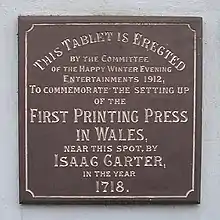 THIS TABLET IS ERECTED
BY THE COMMITTEE
OF THE HAPPY WINTER EVENING
ENTERTAINMENTS 1912,
TO COMMEMORATE THE SETTING UP
OF THE
FIRST PRINTING PRESS
IN WALES,
NEAR THIS SPOT, BY
ISAAC CARTER,
IN THE YEAR
1718.